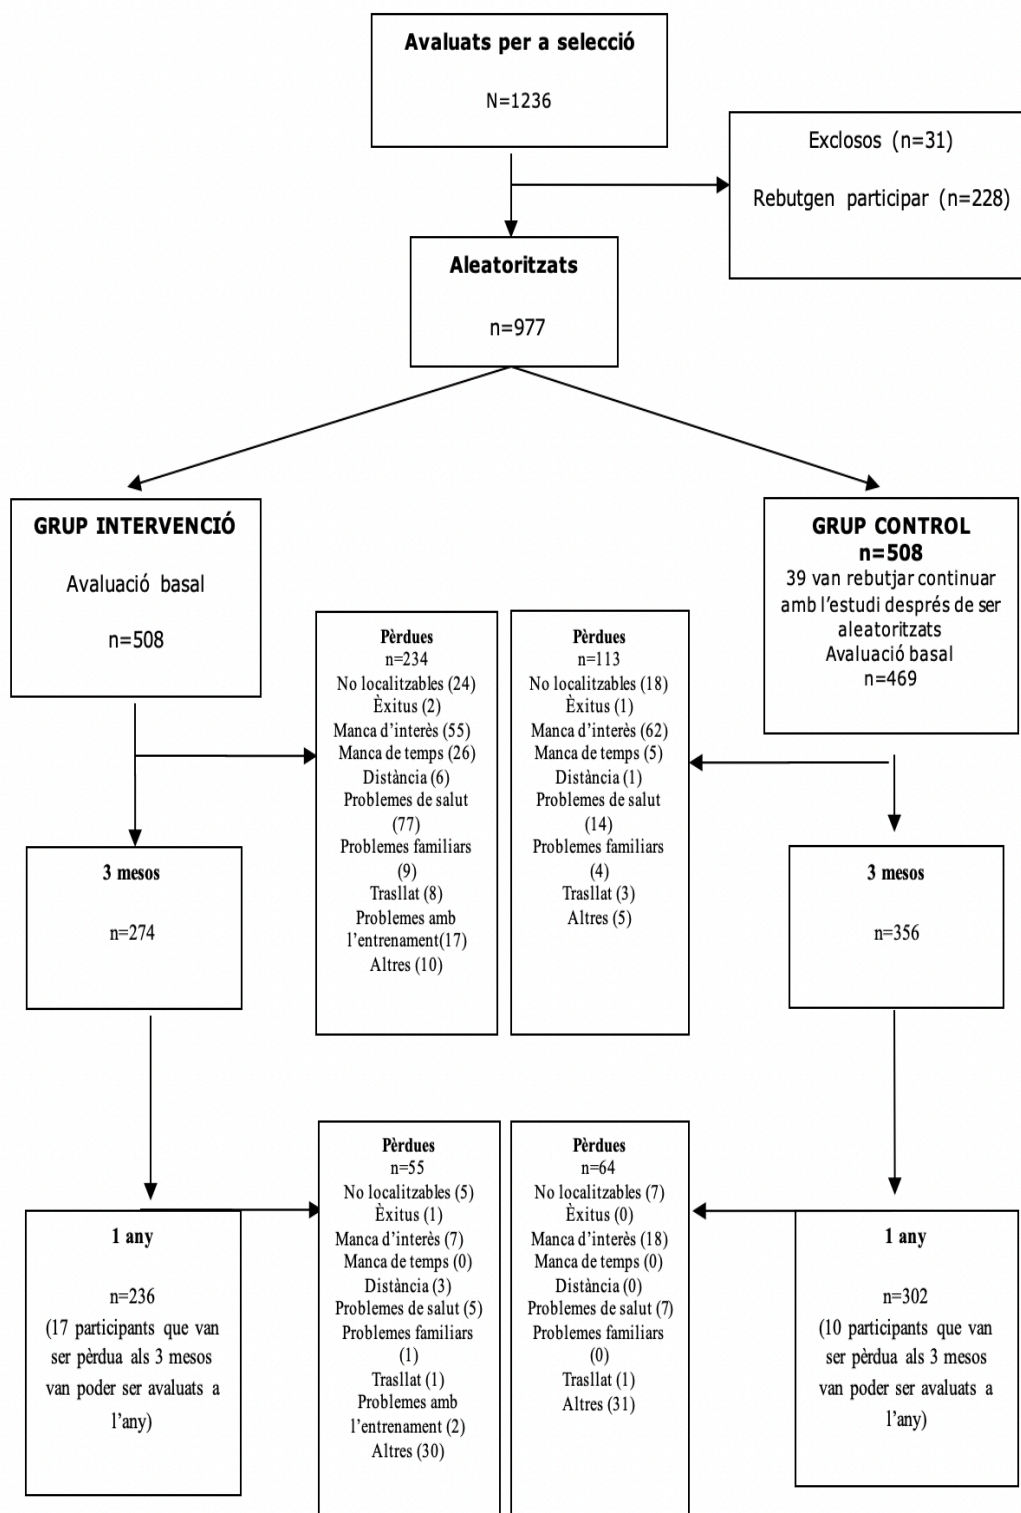 Avaluats per a selecció
N=1236
Exclosos (n=31)
Rebutgen participar (n=228)
Aleatoritzats
n=977
GRUP INTERVENCIÓ
Avaluació basal
n=508
GRUP CONTROL
n=508
39 van rebutjar continuar
amb l'estudi després de ser
aleatoritzats
Avaluació basal
n=469
Pèrdues
n=234
No localitzables (24)
Èxitus (2)
Manca d'interès (55)
Manca de temps (26)
Distància (6)
Problemes de salut
(77)
Problemes familiars
(9)
Trasllat (8)
Problemes amb
l'entrenament(17)
Altres (10)
Pèrdues
n=113
No localitzables (18)
Èxitus (1)
Manca d'interès (62)
Manca de temps (5)
Distància (1)
Problemes de salut
(14)
Problemes familiars
(4)
Trasllat (3)
Altres (5)
3 mesos
n=274
3 mesos
n=356
Pèrdues
n=55
No localitzables (5)
Èxitus (1)
Manca d'interès (7)
Manca de temps (0)
Distància (3)
Problemes de salut (5)
Problemes familiars
(1)
Trasllat (1)
Problemes amb
l'entrenament (2)
Altres (30)
Pèrdues
n=64
No localitzables (7)
Èxitus (0)
Manca d'interès (18)
Manca de temps (0)
Distància (0)
Problemes de salut (7)
Problemes familiars
(0)
Trasllat (1)
Altres (31)
1 any
n=236
(17 participants que van
ser pèrdua als 3 mesos
van poder ser avaluats a
l'any)
1 any
n=302
(10 participants que van
ser pèrdua als 3 mesos
van poder ser avaluats a
l'any)